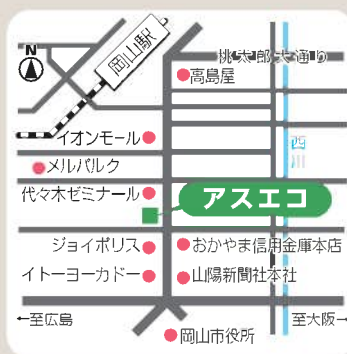 N
岡山駅
桃太郎大通り
高島屋
イオンモール
西川
メルパルク
代々木ゼミナール
アスエコ
ジョイポリス
おかやま信用金庫本店
イトーヨーカドー
山陽新聞社本社
←至広島
至大阪→
岡山市役所